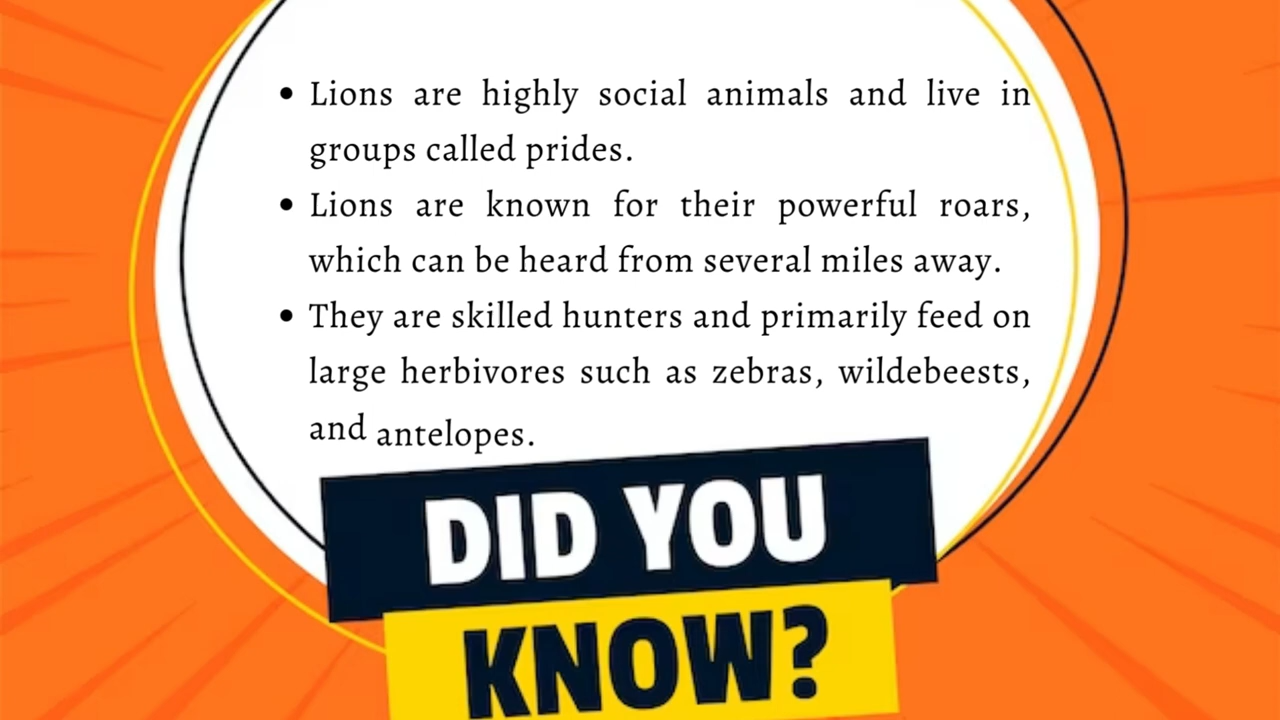 • Lions are highly social animals and live in
groups called prides.
• Lions are known for their powerful roars,
which can be heard from several miles away.
• They are skilled hunters and primarily feed on
large herbivores such as zebras, wildebeests,
and antelopes.
DID YOU
KNOW?